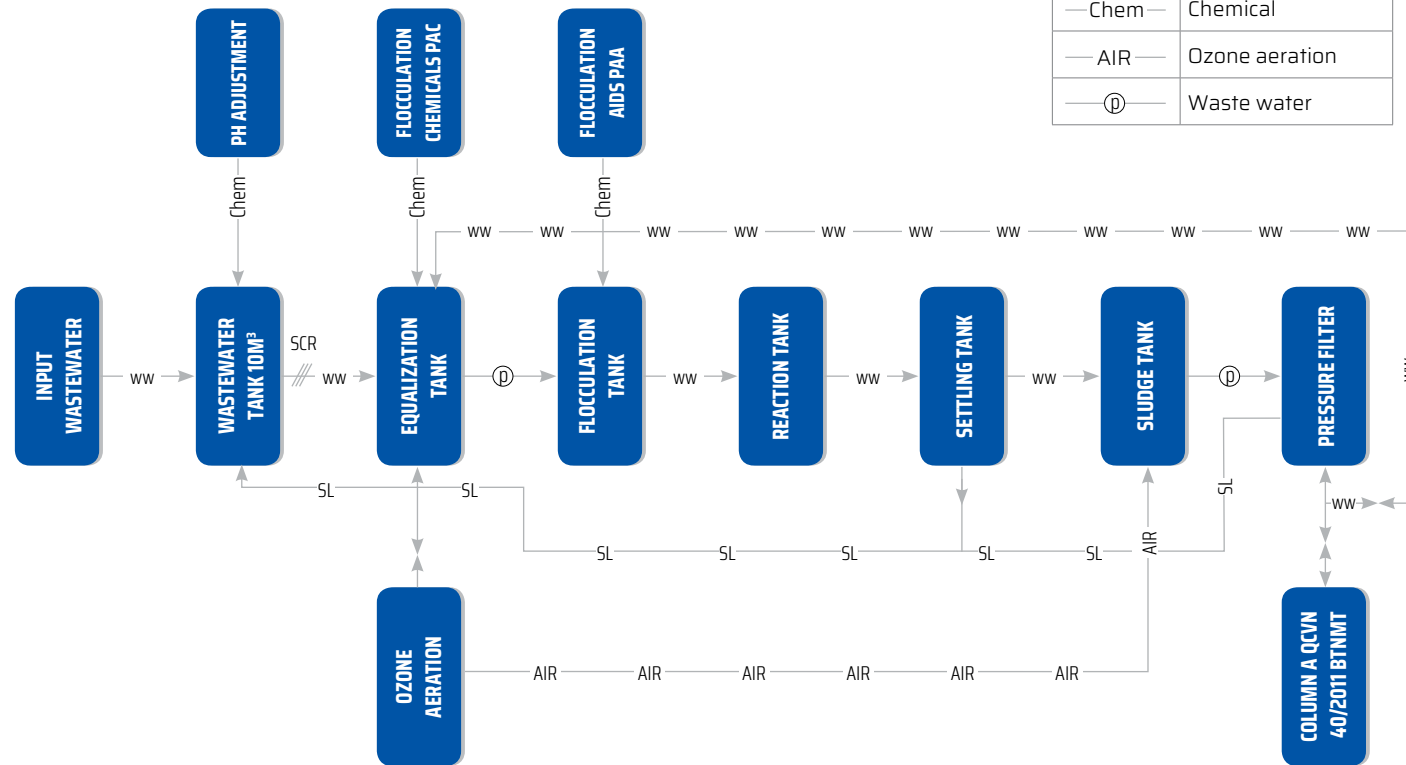 Chem Chemical
AIR Ozone aeration
p Waste water
PH ADJUSTMENT
FLOCCULATION
CHEMICALS PAC
FLOCCULATION
AIDS PAA
Chem Chem Chem
WW WW WW WW WW WW WW WW WW WW WW
INPUT
WASTEWATER
WW
WASTEWATER
TANK 10M³
SCR
WW
EQUALIZATION
TANK
p
FLOCCULATION
TANK
WW
REACTION TANK
WW
SETTLING TANK
WW
SLUDGE TANK
p
PRESSURE FILTER
WW
SL SL SL
WW
SL SL SL SL SL
AIR
OZONE
AERATION
AIR AIR AIR AIR AIR AIR
COLUMN A QCVN
40/2011 BTNMT